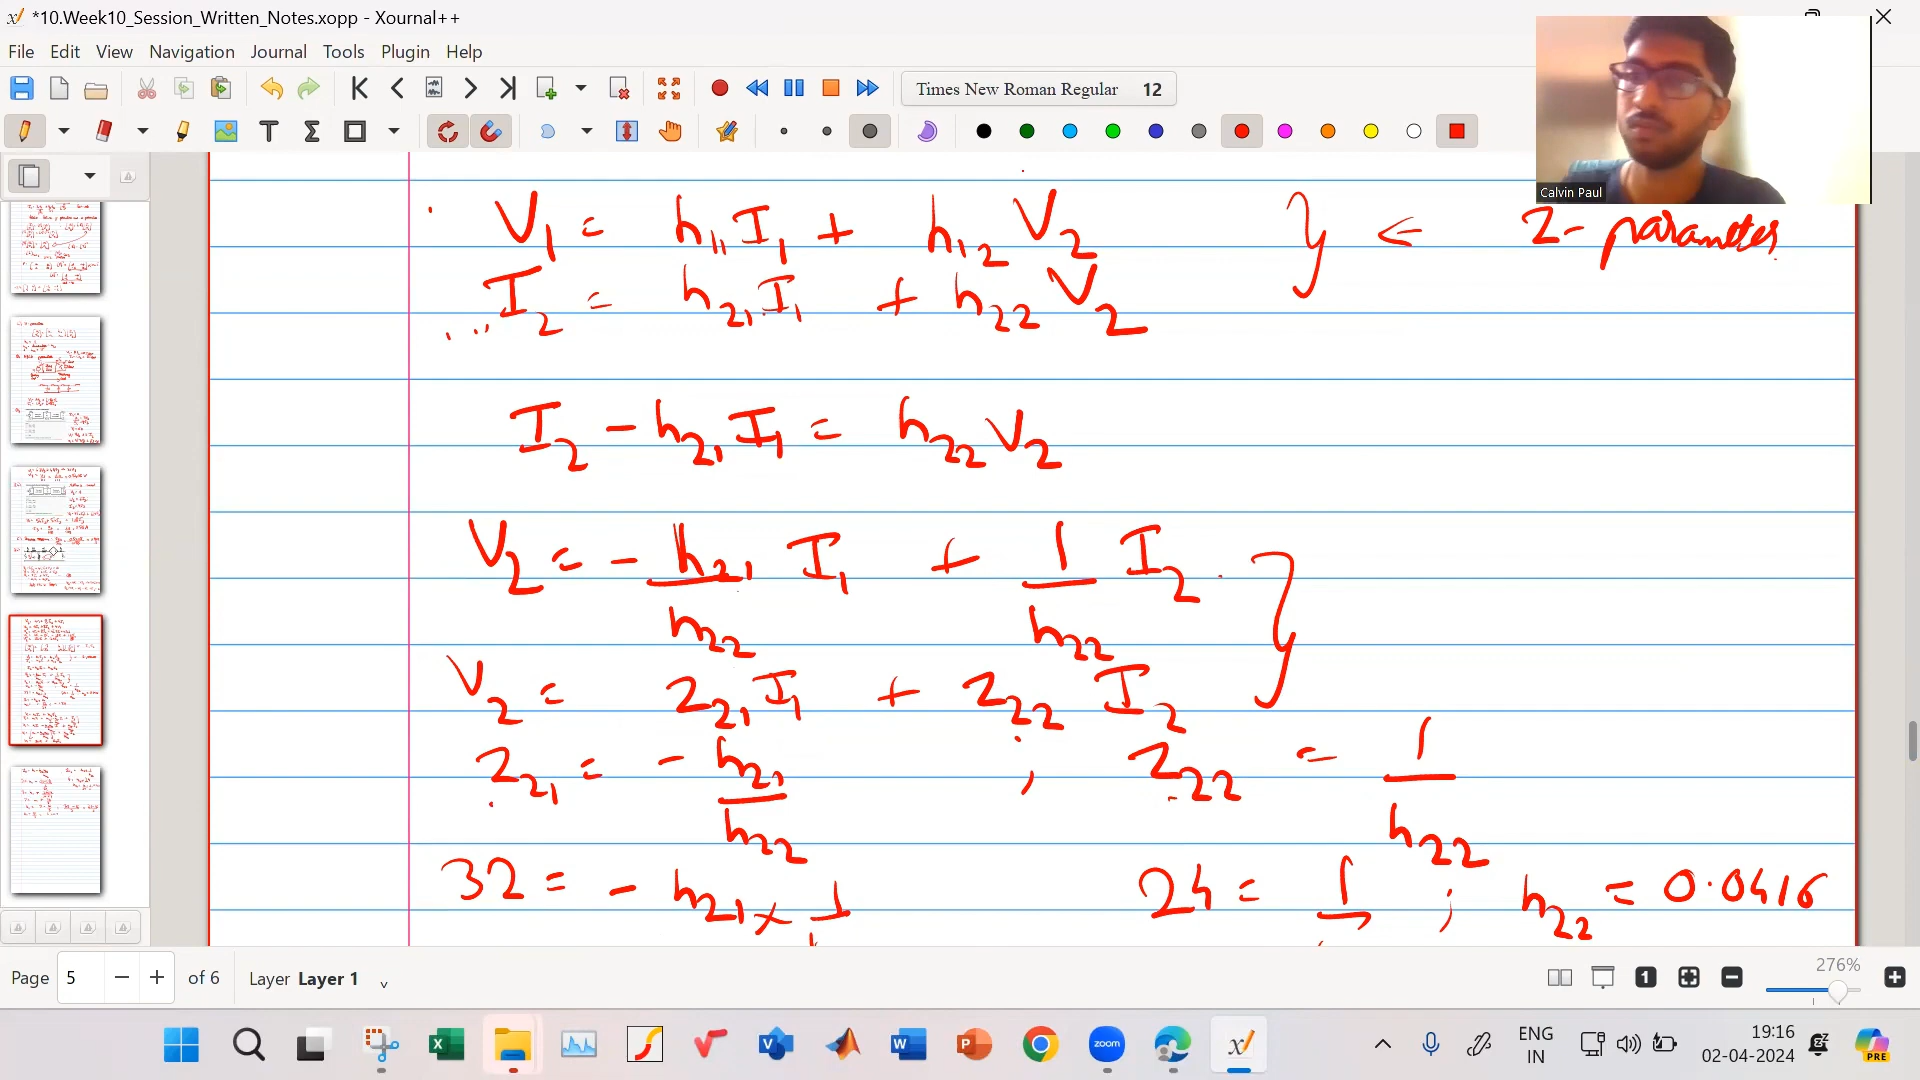 *10.Week10_Session_Written_Notes.xopp - Xournal++
File Edit View Navigation Journal Tools Plugin Help
Times New Roman Regular 12
Calvin Paul
V1 = h11 I1 + h12 V2 } ← Z- parameters
I2 = h21 I1 + h22 V2
I2 - h21 I1 = h22 V2
V2 = - h21/h22 I1 + 1/h22 I2
V2 = Z21 I1 + Z22 I2 }
Z21 = - h21/h22 ; Z22 = 1/h22
32 = - h21 × 1 24 = 1 ; h22 = 0.0416
Page 5 of 6 Layer Layer 1
276%
zoom
ENG
IN
19:16
02-04-2024
PRE